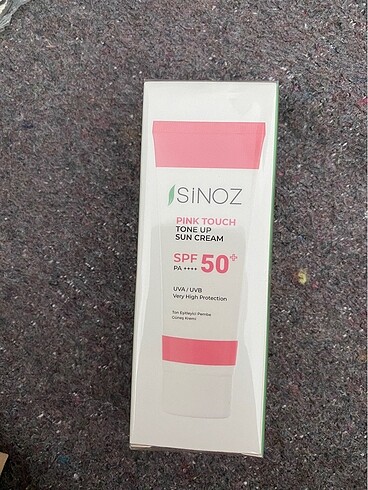 SiNOZ
PINK TOUCH
TONE UP
SUN CREAM
SPF 50+
PA ++++
UVA / UVB
Very High Protection
Ton Eşitleyici Pembe
Güneş Kremi